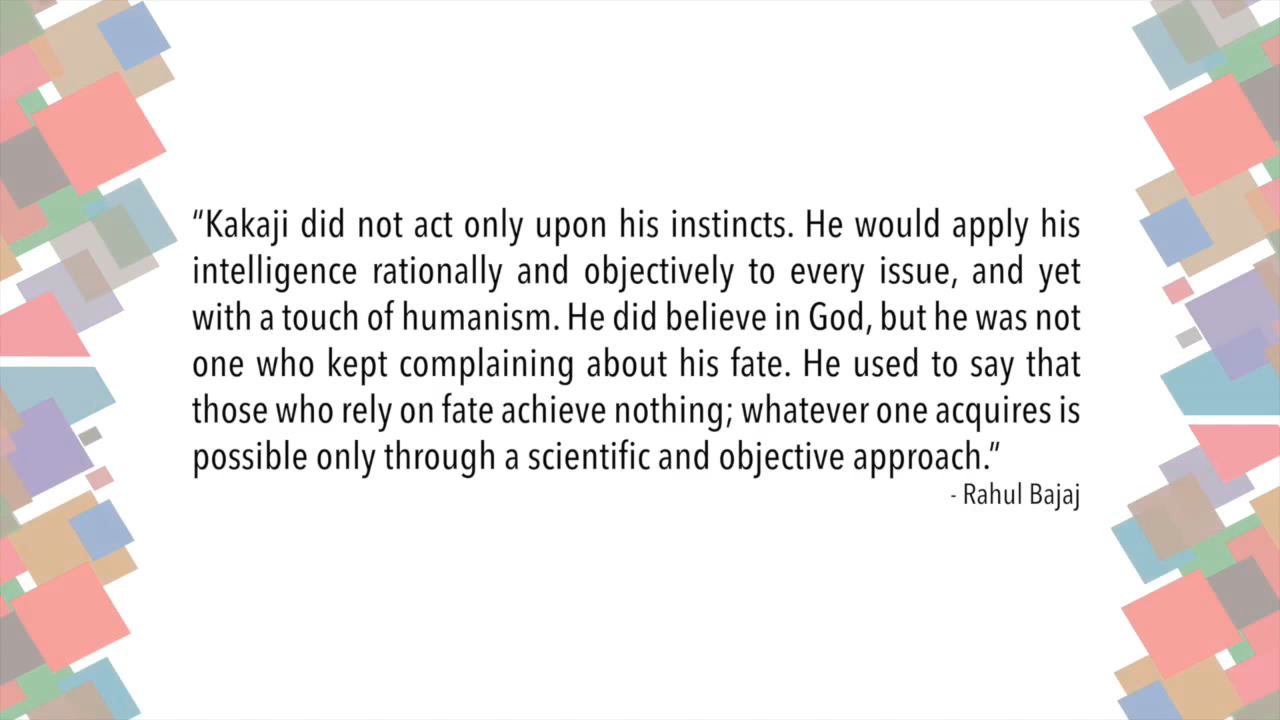 “Kakaji did not act only upon his instincts. He would apply his
intelligence rationally and objectively to every issue, and yet
with a touch of humanism. He did believe in God, but he was not
one who kept complaining about his fate. He used to say that
those who rely on fate achieve nothing; whatever one acquires is
possible only through a scientific and objective approach.”
- Rahul Bajaj